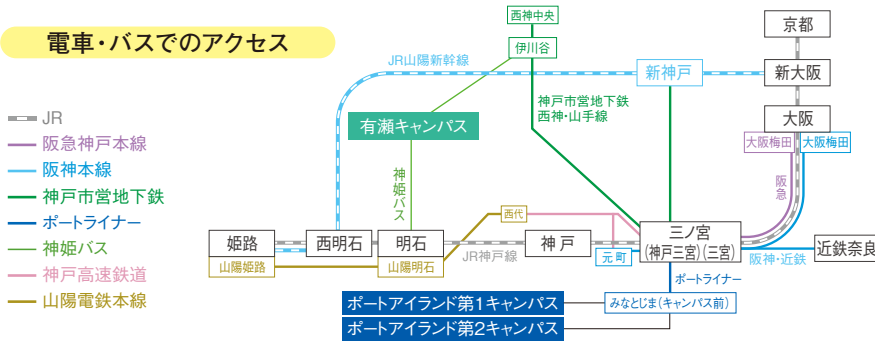 電車・バスでのアクセス
JR
阪急神戸本線
阪神本線
神戸市営地下鉄
ポートライナー
神姫バス
神戸高速鉄道
山陽電鉄本線
西神中央
伊川谷
京都
JR山陽新幹線
新神戸
新大阪
神戸市営地下鉄
西神・山手線
有瀬キャンパス
大阪
大阪梅田
大阪梅田
神姫バス
阪急
西代
姫路
西明石
明石
神戸
三ノ宮
(神戸三宮)(三宮)
近鉄奈良
山陽姫路
山陽明石
JR神戸線
元町
阪神・近鉄
ポートライナー
ポートアイランド第1キャンパス
みなとじま(キャンパス前)
ポートアイランド第2キャンパス